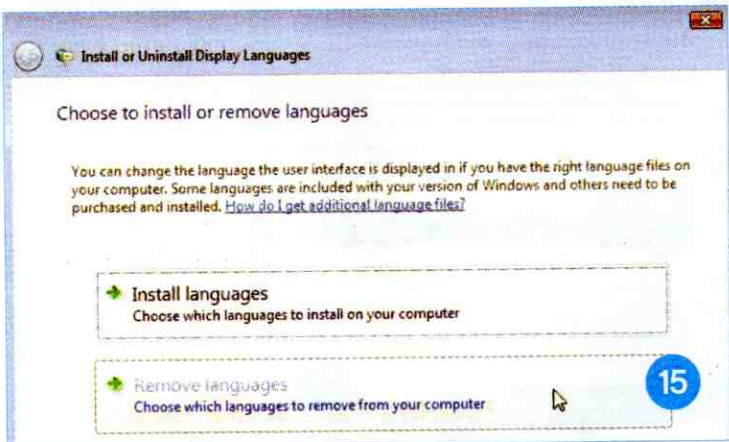 Install or Uninstall Display Languages
Choose to install or remove languages
You can change the language the user interface is displayed in if you have the right language files on
your computer. Some languages are included with your version of Windows and others need to be
purchased and installed. How do I get additional language files?
Install languages
Choose which languages to install on your computer
Remove languages
15
Choose which languages to remove from your computer